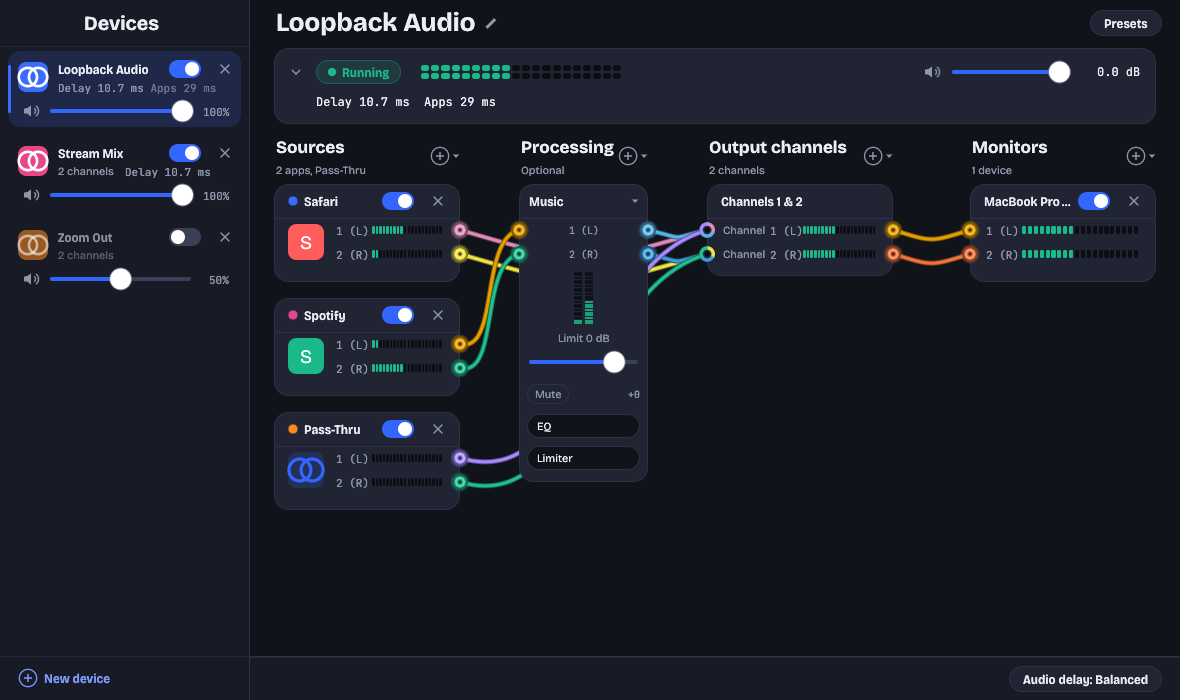 Devices
Loopback Audio
Delay 10.7 ms Apps 29 ms
100%
Stream Mix
2 channels Delay 10.7 ms
100%
Zoom Out
2 channels
50%
New device
Loopback Audio
Presets
Running
0.0 dB
Delay 10.7 ms Apps 29 ms
Sources
2 apps, Pass-Thru
Safari
S
1 (L)
2 (R)
Spotify
S
1 (L)
2 (R)
Pass-Thru
1 (L)
2 (R)
Processing
Optional
Music
1 (L)
2 (R)
Limit 0 dB
Mute +0
EQ
Limiter
Output channels
2 channels
Channels 1 & 2
Channel 1 (L)
Channel 2 (R)
Monitors
1 device
MacBook Pro ...
1 (L)
2 (R)
Audio delay: Balanced